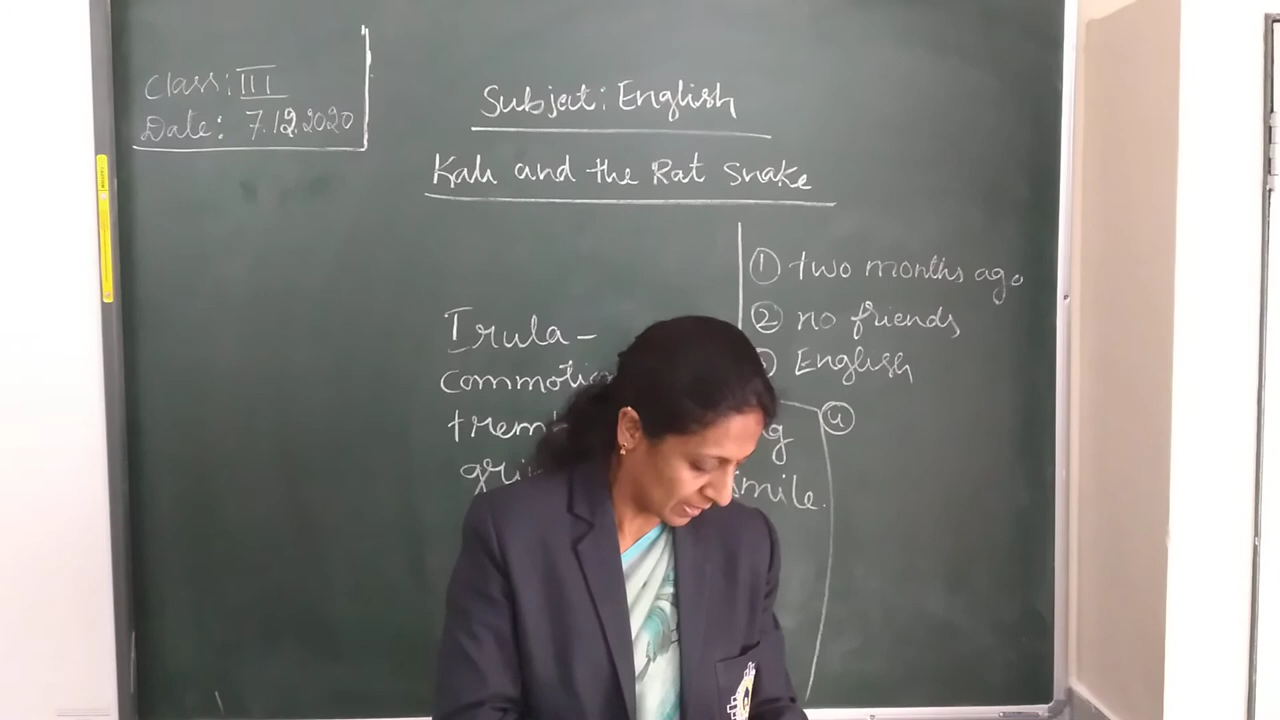 Class: III
Date: 7.12.2020
Subject: English
Kali and the Rat Snake
① two months ago
② no friends
English
④
Irula –
smile.